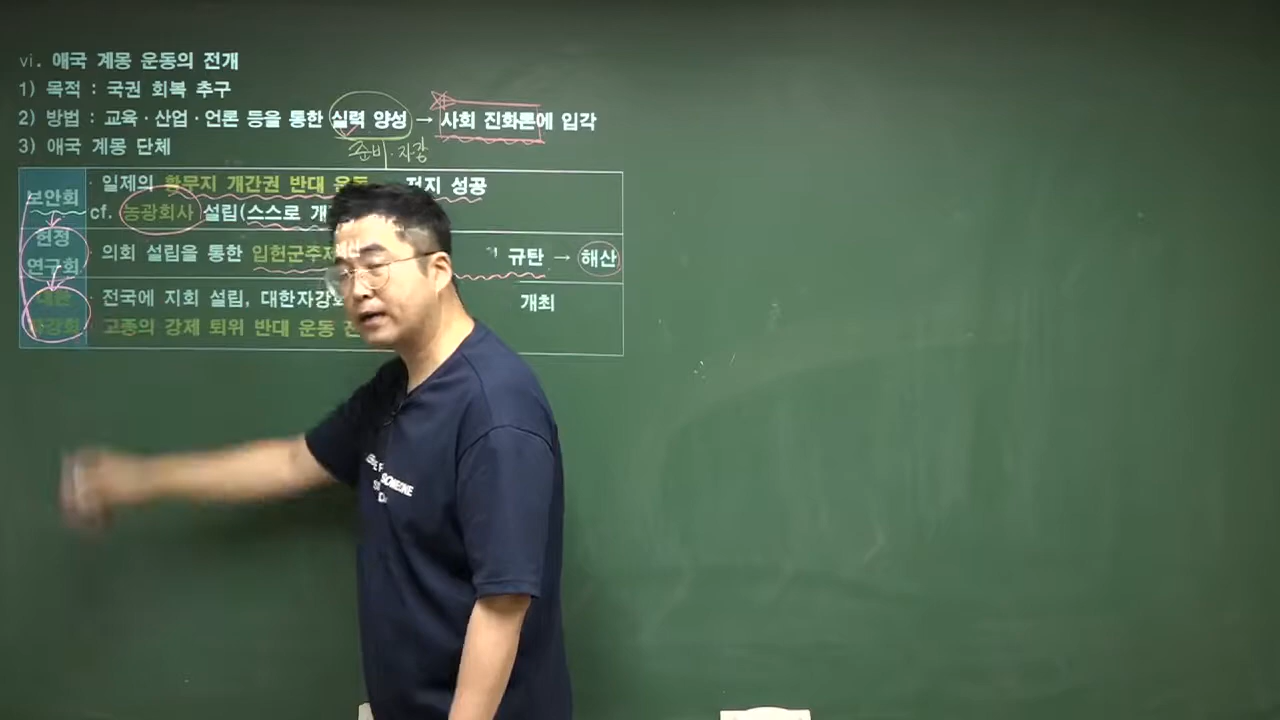 vi. 애국 계몽 운동의 전개
1) 목적 : 국권 회복 추구
2) 방법 : 교육·산업·언론 등을 통한 실력 양성 → 사회 진화론에 입각
준비·자강
3) 애국 계몽 단체
보안회
· 일제의 황무지 개간권 반대 운동 저지 성공
cf. 농광회사 설립(스스로 개
헌정
연구회
의회 설립을 통한 입헌군주제 규탄 → 해산
대한
자강회
· 전국에 지회 설립, 대한자강회 개최
고종의 강제 퇴위 반대 운동 전
SOMEONE